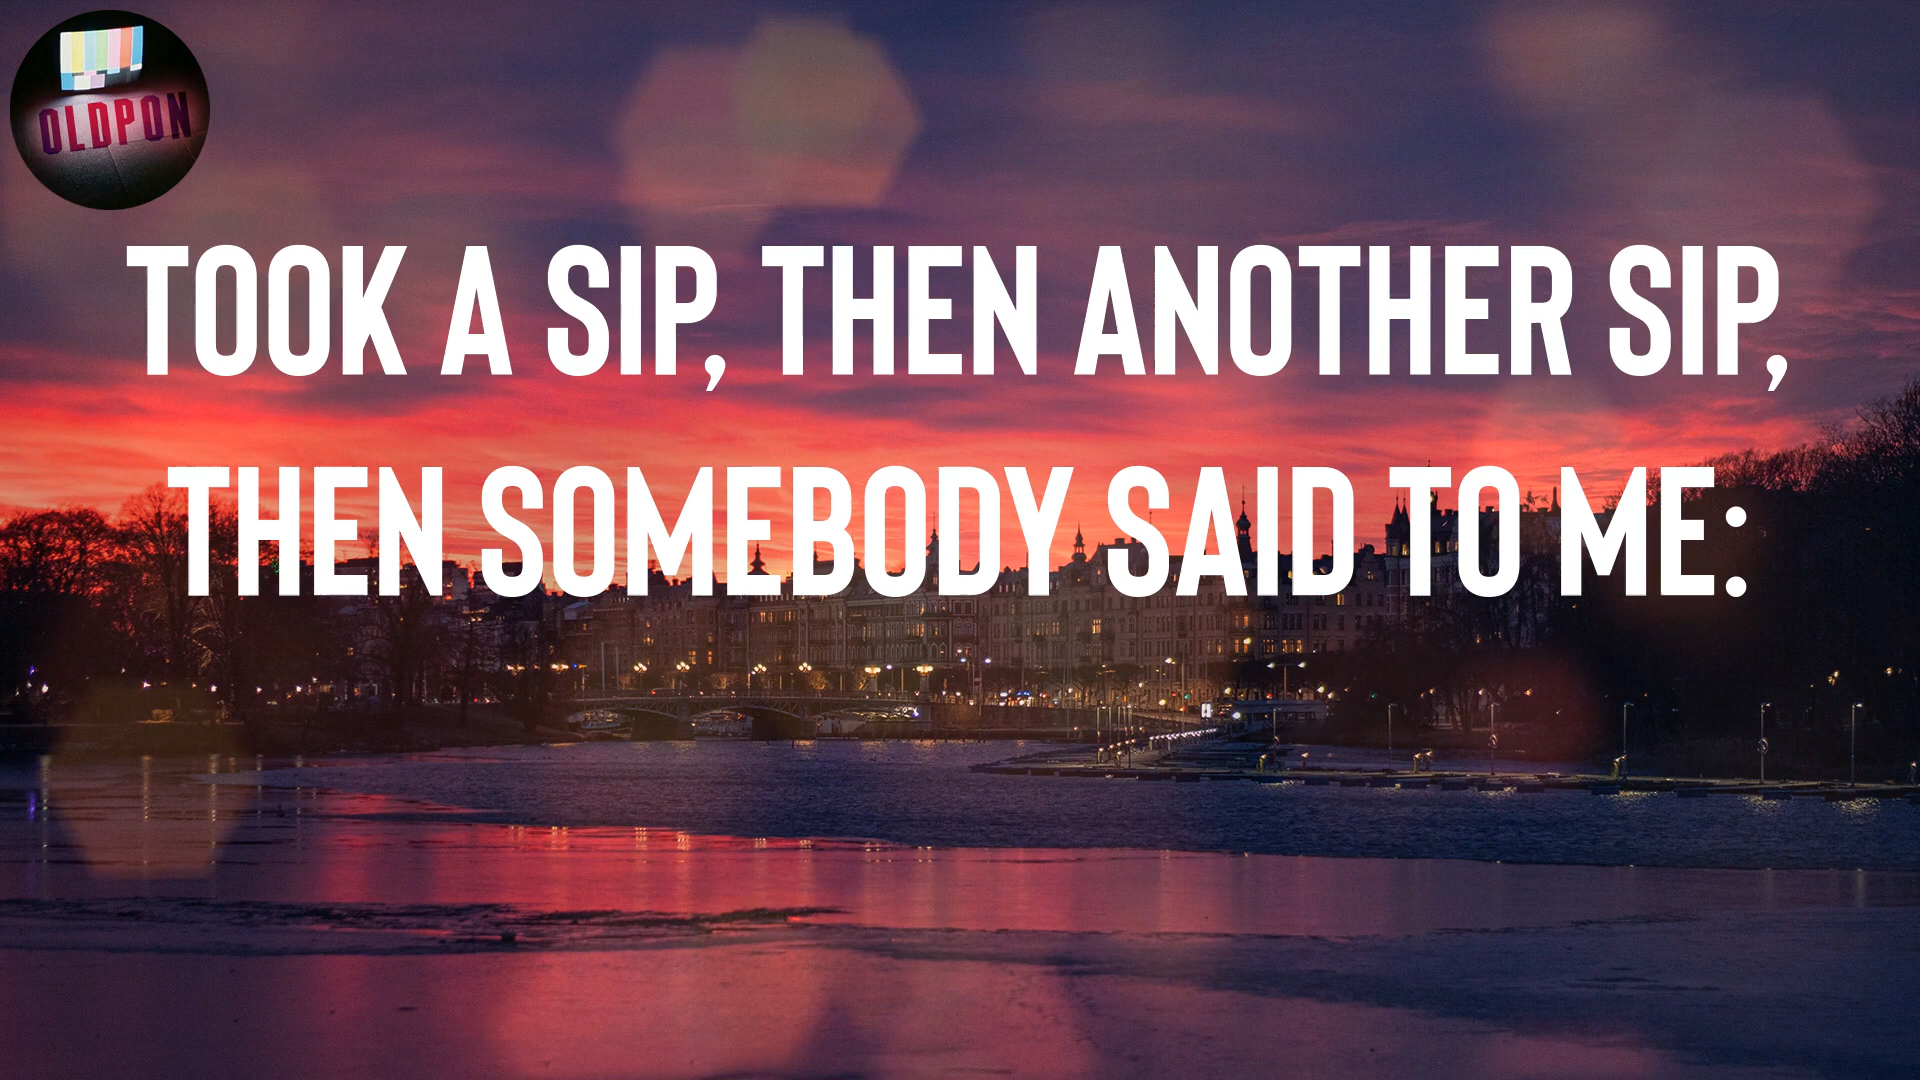 OLDPON
TOOK A SIP, THEN ANOTHER SIP,
THEN SOMEBODY SAID TO ME: